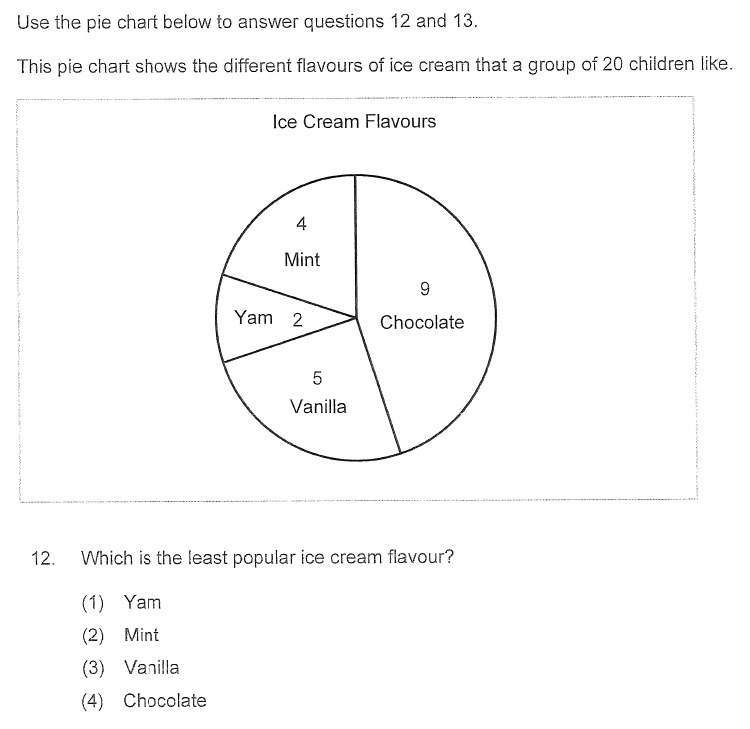 Use the pie chart below to answer questions 12 and 13.
This pie chart shows the different flavours of ice cream that a group of 20 children like.
Ice Cream Flavours
4
Mint
9
Chocolate
Yam 2
5
Vanilla
12. Which is the least popular ice cream flavour?
(1) Yam
(2) Mint
(3) Vanilla
(4) Chocolate